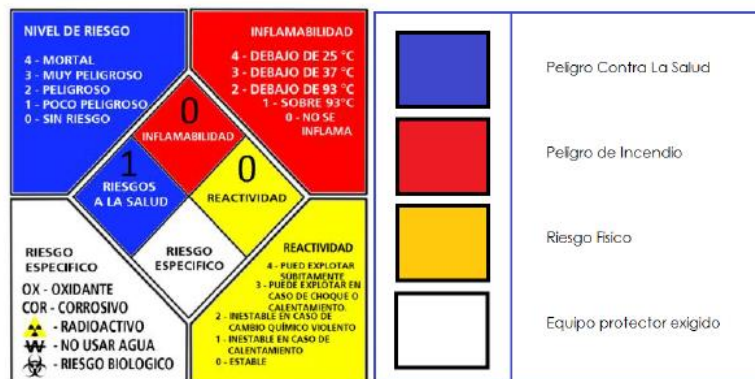 NIVEL DE RIESGO
4 - MORTAL
3 - MUY PELIGROSO
2 - PELIGROSO
1 - POCO PELIGROSO
0 - SIN RIESGO
INFLAMABILIDAD
4 - DEBAJO DE 25 °C
3 - DEBAJO DE 37 °C
2 - DEBAJO DE 93 °C
1 - SOBRE 93°C
0 - NO SE
INFLAMA
0
INFLAMABILIDAD
1
RIESGOS
A LA SALUD
0
REACTIVIDAD
RIESGO
ESPECIFICO
RIESGO
ESPECIFICO
OX - OXIDANTE
COR - CORROSIVO
- RADIOACTIVO
W - NO USAR AGUA
- RIESGO BIOLOGICO
REACTIVIDAD
4 - PUED EXPLOTAR
SÚBITAMENTE
3 - PUEDE EXPLOTAR EN
CASO DE CHOQUE O
CALENTAMIENTO.
2 - INESTABLE EN CASO DE
CAMBIO QUÍMICO VIOLENTO
1 - INESTABLE EN CASO DE
CALENTAMIENTO
0 - ESTABLE
Peligro Contra La Salud
Peligro de Incendio
Riesgo Fisico
Equipo protector exigido